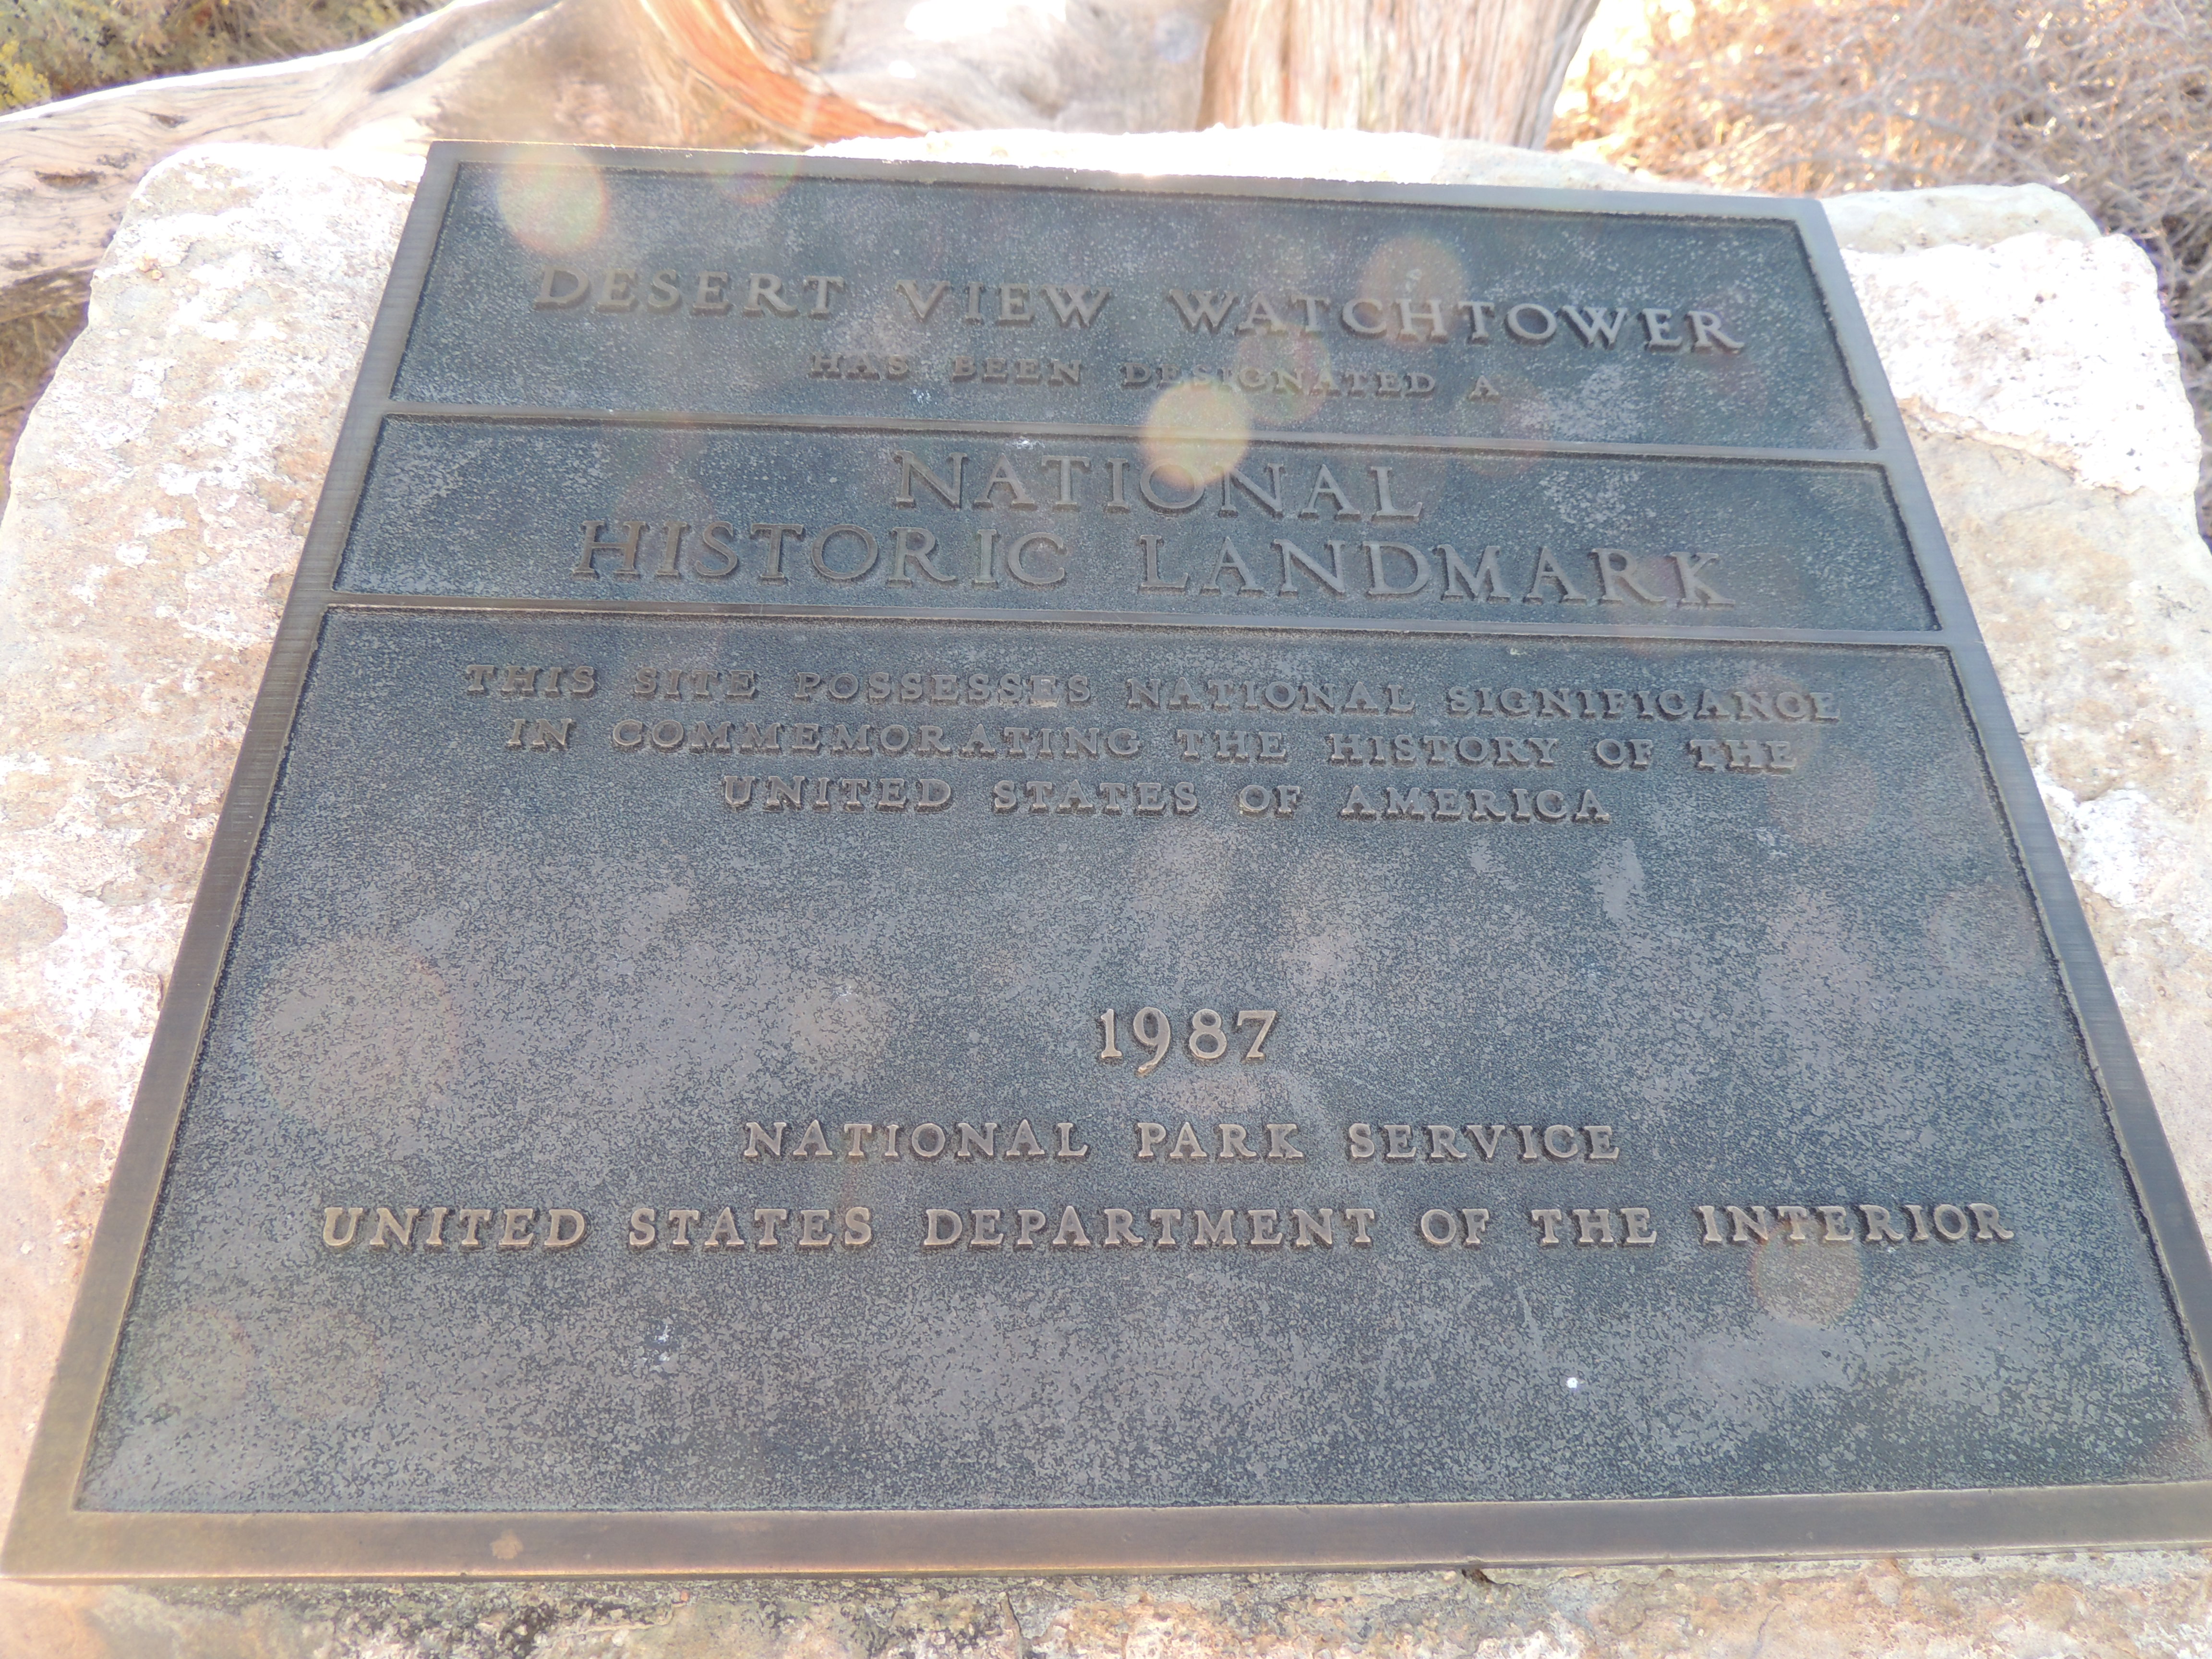 DESERT VIEW WATCHTOWER
HAS BEEN DESIGNATED A
NATIONAL
HISTORIC LANDMARK
THIS SITE POSSESSES NATIONAL SIGNIFICANCE
IN COMMEMORATING THE HISTORY OF THE
UNITED STATES OF AMERICA
1987
NATIONAL PARK SERVICE
UNITED STATES DEPARTMENT OF THE INTERIOR